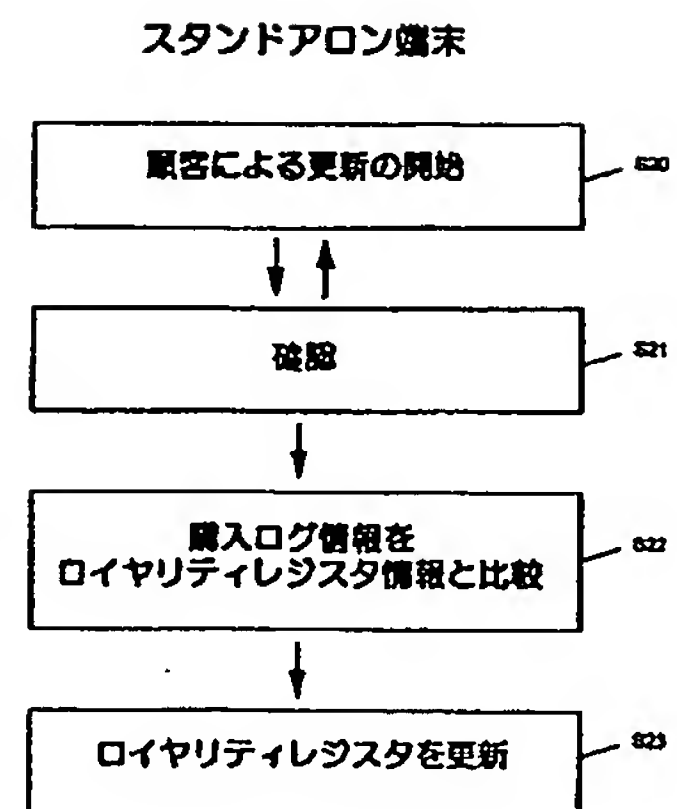 スタンドアロン端末
顧客による更新の開始
S20
確認
S21
購入ログ情報を
ロイヤリティレジスタ情報と比較
S22
ロイヤリティレジスタを更新
S23